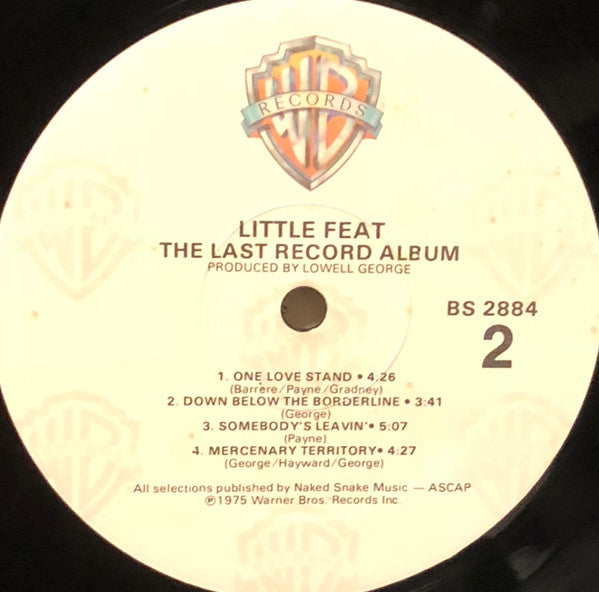 WB
RECORDS
LITTLE FEAT
THE LAST RECORD ALBUM
PRODUCED BY LOWELL GEORGE
BS 2884
2
1. ONE LOVE STAND • 4:26
(Barrère/Payne/Gradney)
2. DOWN BELOW THE BORDERLINE • 3:41
(George)
3. SOMEBODY'S LEAVIN' • 5:07
(Payne)
4. MERCENARY TERRITORY • 4:27
(George/Hayward/George)
All selections published by Naked Snake Music — ASCAP
℗1975 Warner Bros. Records Inc.